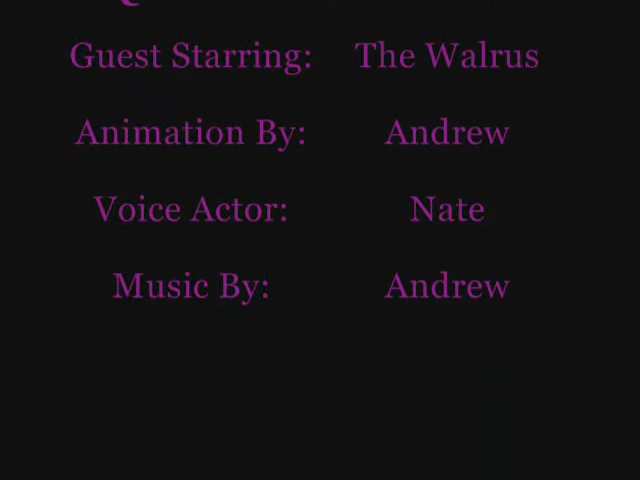 Guest Starring: The Walrus
Animation By: Andrew
Voice Actor: Nate
Music By: Andrew